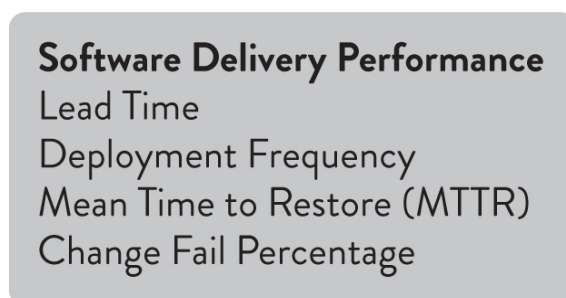 Software Delivery Performance
Lead Time
Deployment Frequency
Mean Time to Restore (MTTR)
Change Fail Percentage